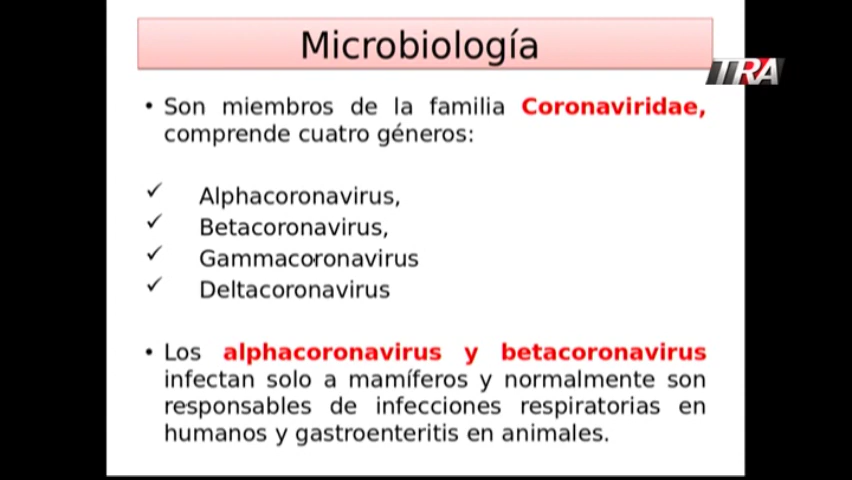 Microbiología
TRA
• Son miembros de la familia Coronaviridae,
comprende cuatro géneros:
✓ Alphacoronavirus,
✓ Betacoronavirus,
✓ Gammacoronavirus
✓ Deltacoronavirus
• Los alphacoronavirus y betacoronavirus
infectan solo a mamíferos y normalmente son
responsables de infecciones respiratorias en
humanos y gastroenteritis en animales.